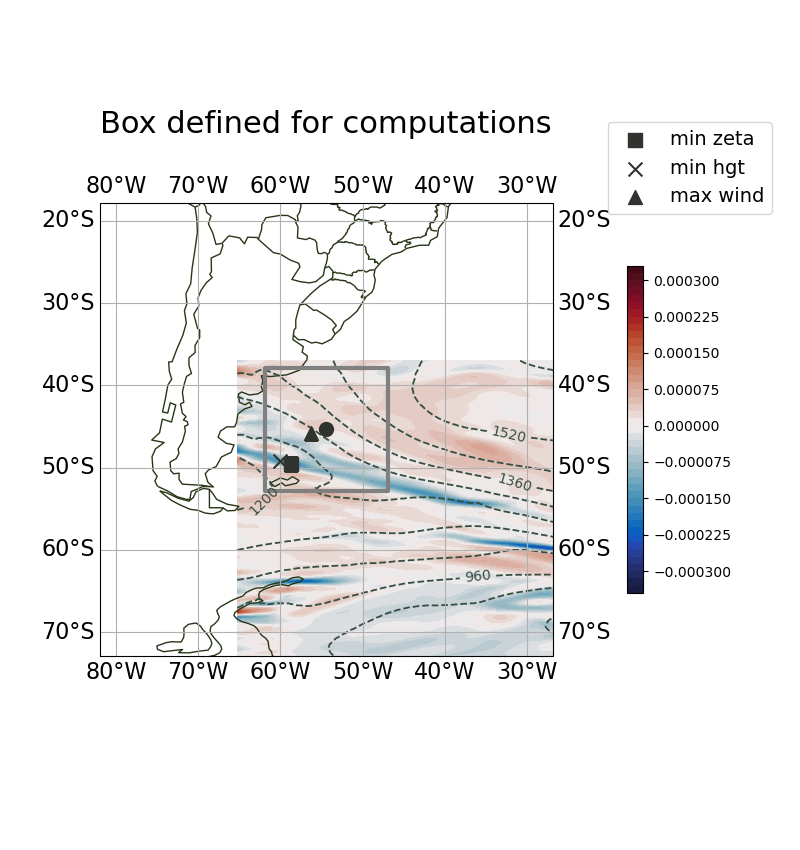 Box defined for computations
min zeta
min hgt
max wind
80°W 70°W 60°W 50°W 40°W 30°W
20°S 20°S
30°S 30°S
40°S 40°S
50°S 50°S
60°S 60°S
70°S 70°S
80°W 70°W 60°W 50°W 40°W 30°W
1520
1360
1200
960
0.000300
0.000225
0.000150
0.000075
0.000000
−0.000075
−0.000150
−0.000225
−0.000300